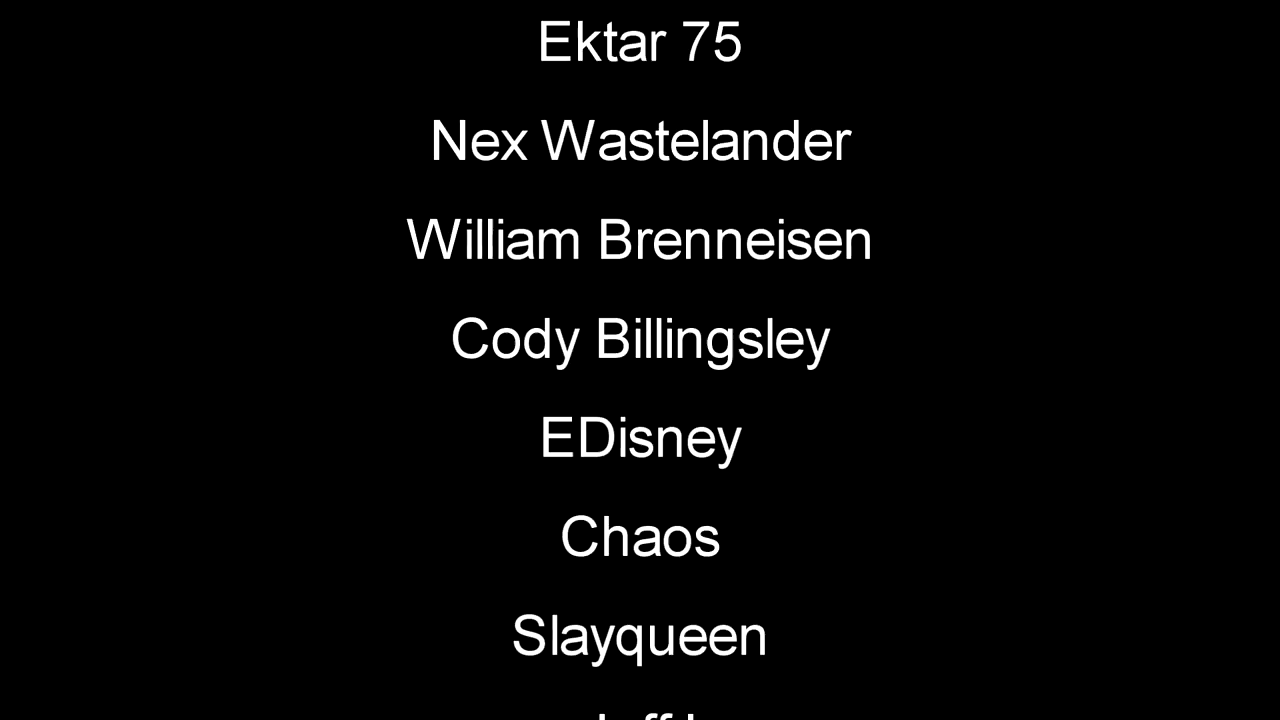 Ektar 75
Nex Wastelander
William Brenneisen
Cody Billingsley
EDisney
Chaos
Slayqueen